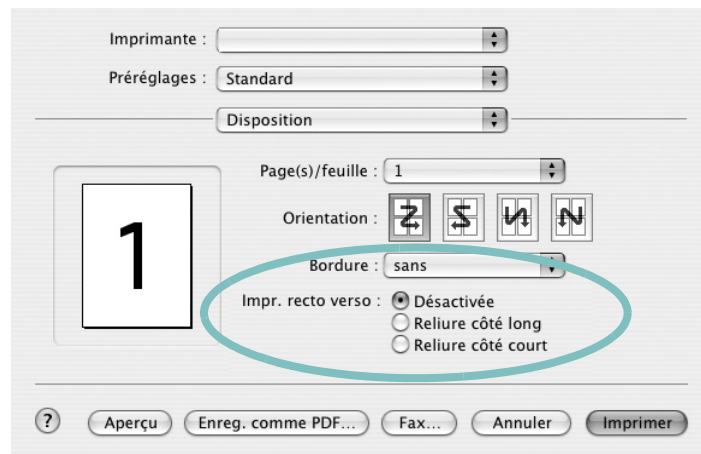 Imprimante :
Préréglages : Standard
Disposition
Page(s)/feuille : 1
1
Orientation :
Bordure : sans
Impr. recto verso : Désactivée
Reliure côté long
Reliure côté court
? Aperçu Enreg. comme PDF... Fax... Annuler Imprimer